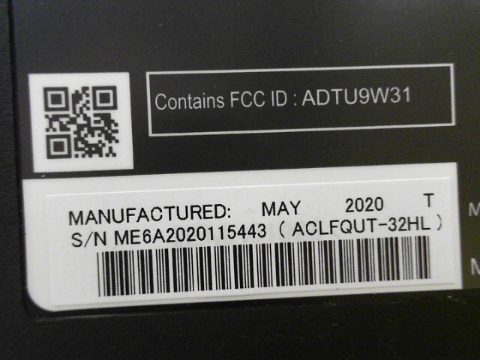 Contains FCC ID : ADTU9W31
MANUFACTURED: MAY 2020 T
S/N ME6A2020115443 ( ACLFQUT-32HL )